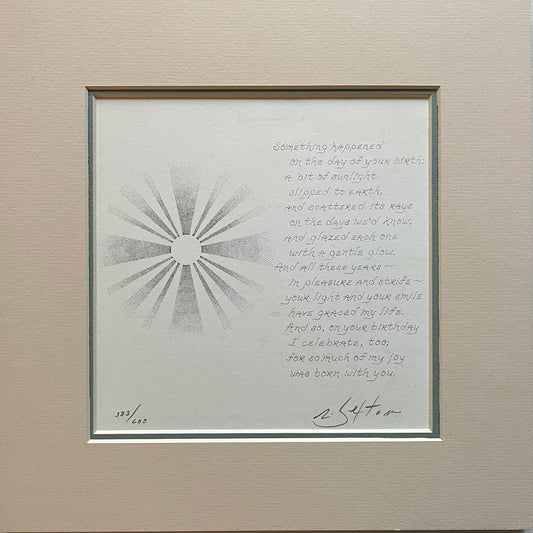 Something happened
on the day of your birth:
A bit of sunlight
slipped to earth,
And scattered its rays
on the days we'd know,
And glazed each one
with a gentle glow.
And all these years~
in pleasure and strife~
your light and your smile
have graced my life.
And so, on your birthday
I celebrate, too;
for so much of my joy
was born with you.
333/600
Sexton